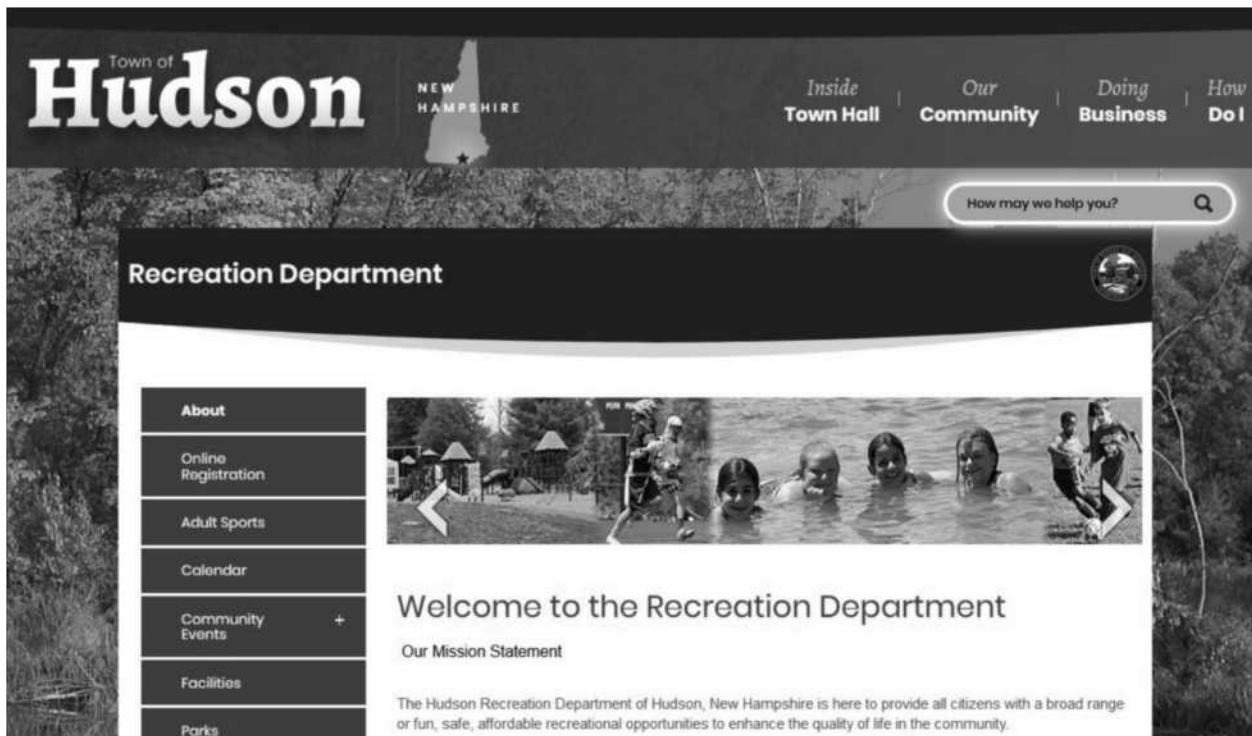 Town of
Hudson
NEW
HAMPSHIRE
Inside
Town Hall
Our
Community
Doing
Business
How
Do I
How may we help you?
Recreation Department
About
Online
Registration
Adult Sports
Calendar
Community
Events
+
Facilities
Parks
Welcome to the Recreation Department
Our Mission Statement
The Hudson Recreation Department of Hudson, New Hampshire is here to provide all citizens with a broad range
or fun, safe, affordable recreational opportunities to enhance the quality of life in the community.